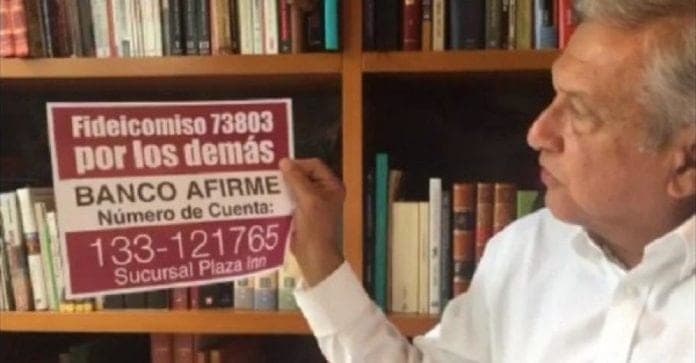 Fideicomiso 73803
por los demás
BANCO AFIRME
Número de Cuenta:
133-121765
Sucursal Plaza Inn